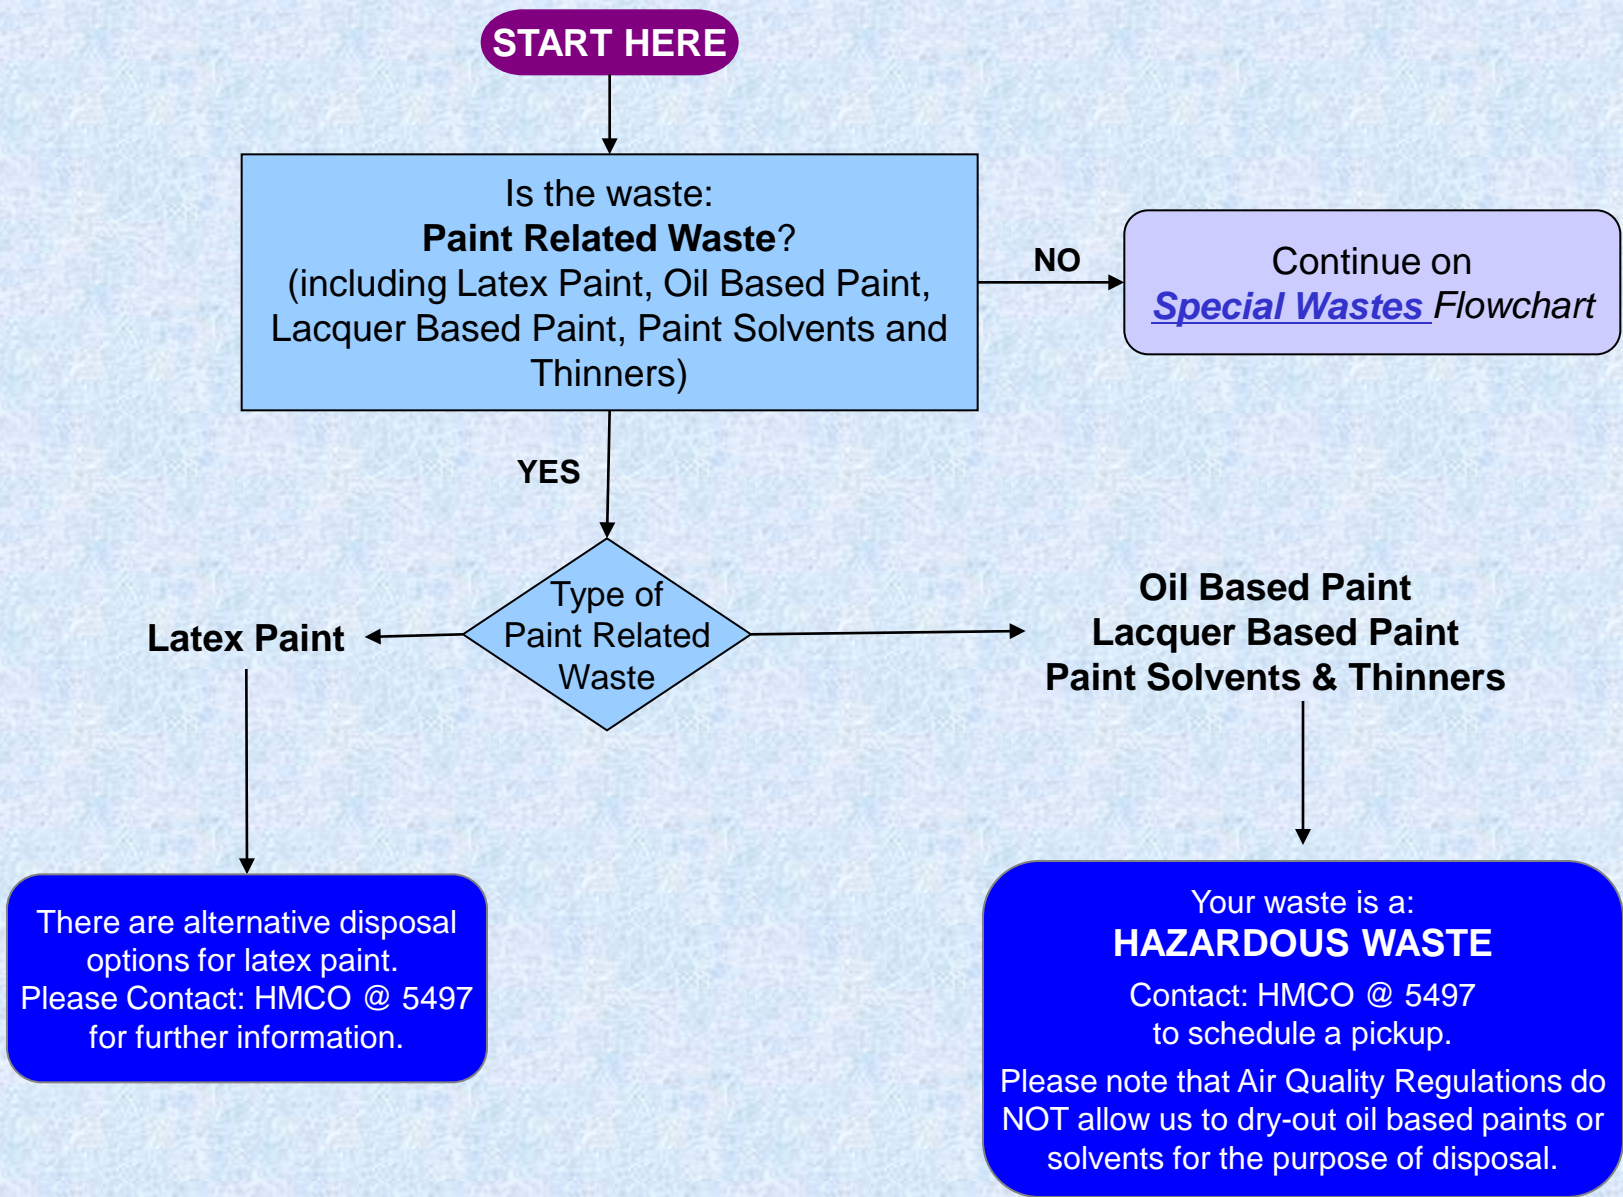 START HERE
Is the waste:
Paint Related Waste?
(including Latex Paint, Oil Based Paint,
Lacquer Based Paint, Paint Solvents and
Thinners)
NO
Continue on
Special Wastes Flowchart
YES
Type of
Paint Related
Waste
Latex Paint
Oil Based Paint
Lacquer Based Paint
Paint Solvents & Thinners
There are alternative disposal
options for latex paint.
Please Contact: HMCO @ 5497
for further information.
Your waste is a:
HAZARDOUS WASTE
Contact: HMCO @ 5497
to schedule a pickup.
Please note that Air Quality Regulations do
NOT allow us to dry-out oil based paints or
solvents for the purpose of disposal.